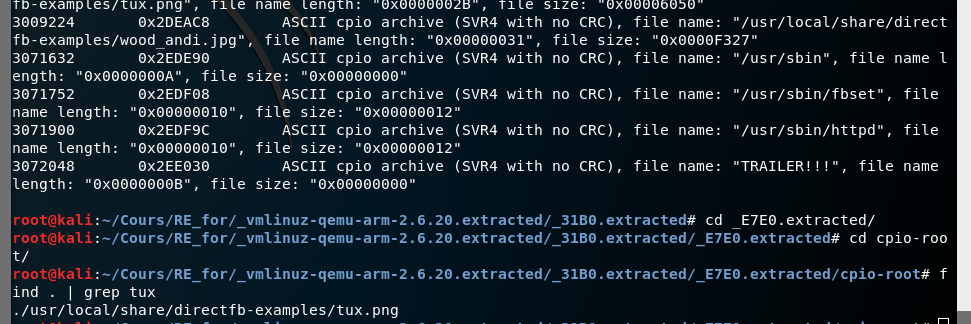 fb-examples/tux.png", file name length: "0x0000002B", file size: "0x00006050"
3009224       0x2DEAC8        ASCII cpio archive (SVR4 with no CRC), file name: "/usr/local/share/direct
fb-examples/wood_andi.jpg", file name length: "0x00000031", file size: "0x0000F327"
3071632       0x2EDE90        ASCII cpio archive (SVR4 with no CRC), file name: "/usr/sbin", file name l
ength: "0x0000000A", file size: "0x00000000"
3071752       0x2EDF08        ASCII cpio archive (SVR4 with no CRC), file name: "/usr/sbin/fbset", file
name length: "0x00000010", file size: "0x00000012"
3071900       0x2EDF9C        ASCII cpio archive (SVR4 with no CRC), file name: "/usr/sbin/httpd", file
name length: "0x00000010", file size: "0x00000012"
3072048       0x2EE030        ASCII cpio archive (SVR4 with no CRC), file name: "TRAILER!!!", file name
length: "0x0000000B", file size: "0x00000000"
root@kali:~/Cours/RE_for/_vmlinuz-qemu-arm-2.6.20.extracted/_31B0.extracted# cd _E7E0.extracted/
root@kali:~/Cours/RE_for/_vmlinuz-qemu-arm-2.6.20.extracted/_31B0.extracted/_E7E0.extracted# cd cpio-roo
t/
root@kali:~/Cours/RE_for/_vmlinuz-qemu-arm-2.6.20.extracted/_31B0.extracted/_E7E0.extracted/cpio-root# f
ind . | grep tux
./usr/local/share/directfb-examples/tux.png